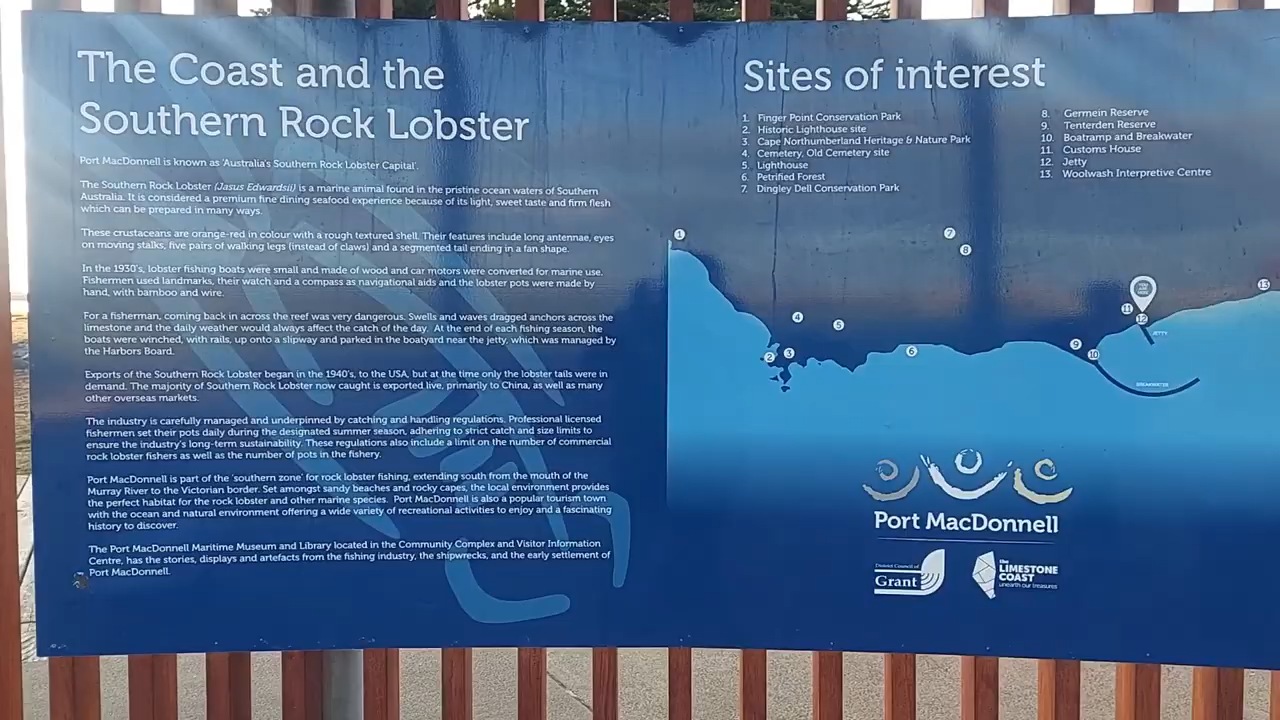 The Coast and the
Southern Rock Lobster
Port MacDonnell is known as 'Australia's Southern Rock Lobster Capital'.
The Southern Rock Lobster (Jasus Edwardsii) is a marine animal found in the pristine ocean waters of Southern
Australia. It is considered a premium fine dining seafood experience because of its light, sweet taste and firm flesh
which can be prepared in many ways.
These crustaceans are orange-red in colour with a rough textured shell. Their features include long antennae, eyes
on moving stalks, five pairs of walking legs (instead of claws) and a segmented tail ending in a fan shape.
In the 1930's, lobster fishing boats were small and made of wood and car motors were converted for marine use.
Fishermen used landmarks, their watch and a compass as navigational aids and the lobster pots were made by
hand, with bamboo and wire.
For a fisherman, coming back in across the reef was very dangerous. Swells and waves dragged anchors across the
limestone and the daily weather would always affect the catch of the day. At the end of each fishing season, the
boats were winched, with rails, up onto a slipway and parked in the boatyard near the jetty, which was managed by
the Harbors Board.
Exports of the Southern Rock Lobster began in the 1940's, to the USA, but at the time only the lobster tails were in
demand. The majority of Southern Rock Lobster now caught is exported live, primarily to China, as well as many
other overseas markets.
The industry is carefully managed and underpinned by catching and handling regulations. Professional licensed
fishermen set their pots daily during the designated summer season, adhering to strict catch and size limits to
ensure the industry's long-term sustainability. These regulations also include a limit on the number of commercial
rock lobster fishers as well as the number of pots in the fishery.
Port MacDonnell is part of the 'southern zone' for rock lobster fishing, extending south from the mouth of the
Murray River to the Victorian border. Set amongst sandy beaches and rocky capes, the local environment provides
the perfect habitat for the rock lobster and other marine species. Port MacDonnell is also a popular tourism town
with the ocean and natural environment offering a wide variety of recreational activities to enjoy and a fascinating
history to discover.
The Port MacDonnell Maritime Museum and Library located in the Community Complex and Visitor Information
Centre, has the stories, displays and artefacts from the fishing industry, the shipwrecks, and the early settlement of
Port MacDonnell.
Sites of interest
1. Finger Point Conservation Park
2. Historic Lighthouse site
3. Cape Northumberland Heritage & Nature Park
4. Cemetery, Old Cemetery site
5. Lighthouse
6. Petrified Forest
7. Dingley Dell Conservation Park
8. Germein Reserve
9. Tenterden Reserve
10. Boatramp and Breakwater
11. Customs House
12. Jetty
13. Woolwash Interpretive Centre
1
7
8
YOU
ARE
HERE
13
11
12
4
5
JETTY
9
2
3
6
10
BREAKWATER
Port MacDonnell
District Council of
Grant
the
LIMESTONE
COAST
unearth our treasures